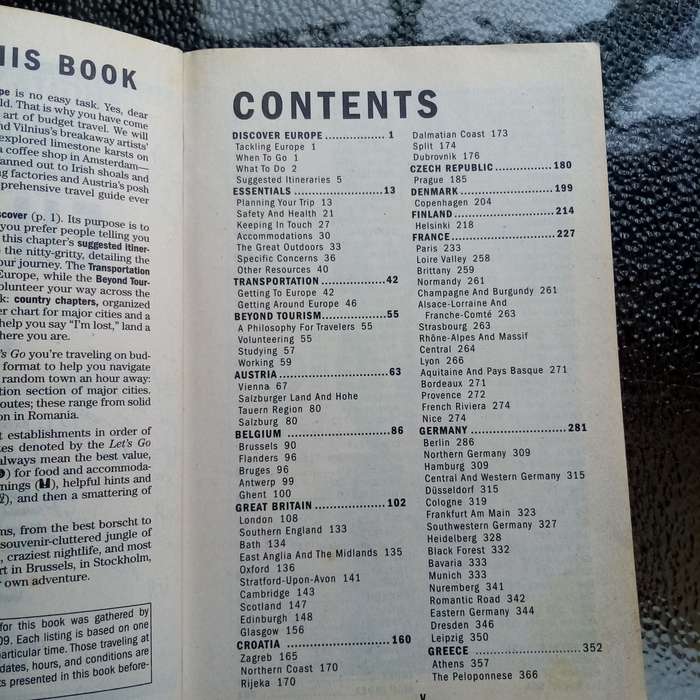 HIS BOOK
pe is no easy task. Yes, dear
ld. That is why you have come
art of budget travel. We will
nd Vilnius's breakaway artists'
explored limestone karsts on
a coffee shop in Amsterdam—
anned out to Irish shoals and
ng factories and Austria's posh
prehensive travel guide ever
scover (p. 1). Its purpose is to
you prefer people telling you
this chapter's suggested itiner-
the nitty-gritty, detailing the
our journey. The Transportation
Europe, while the Beyond Tour-
volunteer your way across the
k: country chapters, organized
er chart for major cities and a
help you say "I'm lost," land a
here you are.
t's Go you're traveling on bud-
format to help you navigate
random town an hour away:
tion section of major cities.
outes; these range from solid
on in Romania.
t establishments in order of
tes denoted by the Let's Go
always mean the best value,
) for food and accommoda-
nings ( ), helpful hints and
), and then a smattering of
ms, from the best borscht to
souvenir-cluttered jungle of
, craziest nightlife, and most
rt in Brussels, in Stockholm,
r own adventure.
for this book was gathered by
09. Each listing is based on one
particular time. Those traveling at
dates, hours, and conditions are
ts presented in this book before-
CONTENTS
DISCOVER EUROPE................ 1
Tackling Europe 1
When To Go 1
What To Do 2
Suggested Itineraries 5
ESSENTIALS..........................13
Planning Your Trip 13
Safety And Health 21
Keeping In Touch 27
Accommodations 30
The Great Outdoors 33
Specific Concerns 36
Other Resources 40
TRANSPORTATION..................42
Getting To Europe 42
Getting Around Europe 46
BEYOND TOURISM..................55
A Philosophy For Travelers 55
Volunteering 55
Studying 57
Working 59
AUSTRIA..............................63
Vienna 67
Salzburger Land And Hohe
Tauern Region 80
Salzburg 80
BELGIUM ............................86
Brussels 90
Flanders 96
Bruges 96
Antwerp 99
Ghent 100
GREAT BRITAIN....................102
London 108
Southern England 133
Bath 134
East Anglia And The Midlands 135
Oxford 136
Stratford-Upon-Avon 141
Cambridge 143
Scotland 147
Edinburgh 148
Glasgow 156
CROATIA ............................160
Zagreb 165
Northern Coast 170
Rijeka 170
Dalmatian Coast 173
Split 174
Dubrovnik 176
CZECH REPUBLIC.................180
Prague 185
DENMARK............................199
Copenhagen 204
FINLAND.............................214
Helsinki 218
FRANCE...............................227
Paris 233
Loire Valley 258
Brittany 259
Normandy 261
Champagne And Burgundy 261
Alsace-Lorraine And
Franche-Comté 263
Strasbourg 263
Rhône-Alpes And Massif
Central 264
Lyon 266
Aquitaine And Pays Basque 271
Bordeaux 271
Provence 272
French Riviera 274
Nice 274
GERMANY............................281
Berlin 286
Northern Germany 309
Hamburg 309
Central And Western Germany 315
Düsseldorf 315
Cologne 319
Frankfurt Am Main 323
Southwestern Germany 327
Heidelberg 328
Black Forest 332
Bavaria 333
Munich 333
Nuremberg 341
Romantic Road 342
Eastern Germany 344
Dresden 346
Leipzig 350
GREECE ..............................352
Athens 357
The Peloponnese 366
V